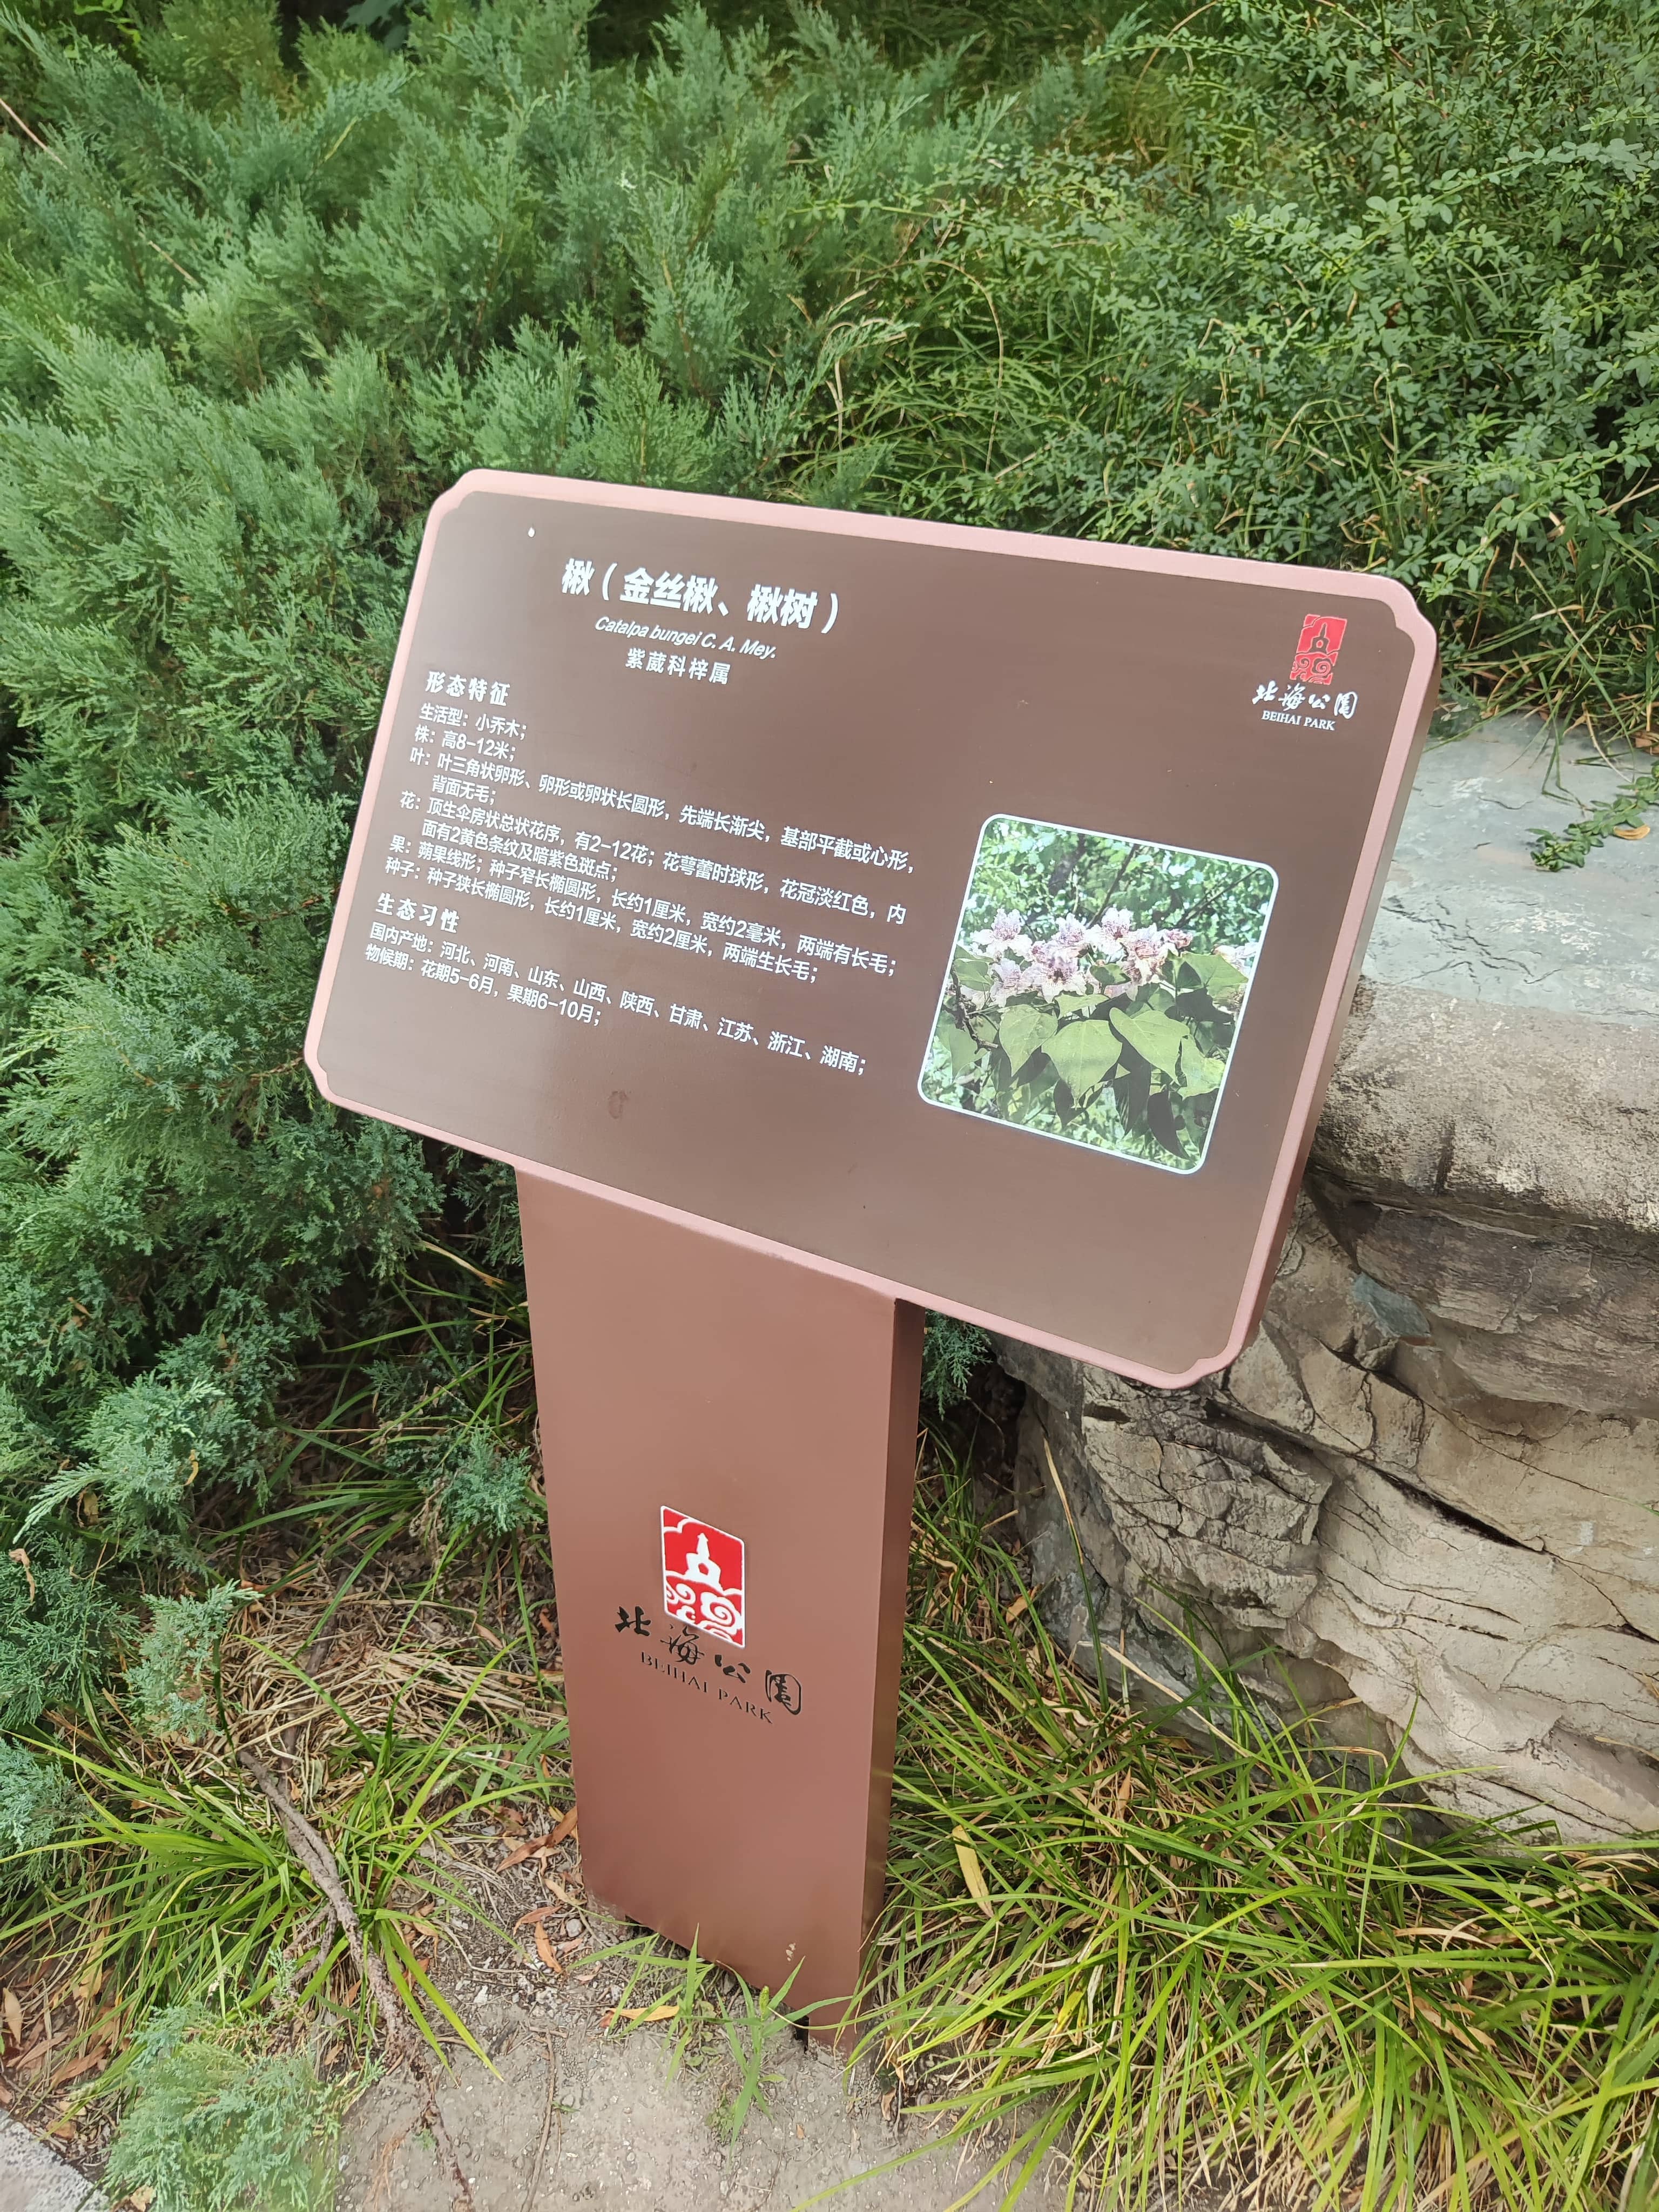 楸（金丝楸、楸树）
Catalpa bungei C. A. Mey.
紫葳科梓属
形态特征
生活型：小乔木；
株：高8-12米；
叶：叶三角状卵形、卵形或卵状长圆形，先端长渐尖，基部平截或心形，
背面无毛；
花：顶生伞房状总状花序，有2-12花；花萼蕾时球形，花冠淡红色，内
面有2黄色条纹及暗紫色斑点；
果：蒴果线形；种子窄长椭圆形，长约1厘米，宽约2毫米，两端有长毛；
种子：种子狭长椭圆形，长约1厘米，宽约2厘米，两端生长毛；
生态习性
国内产地：河北、河南、山东、山西、陕西、甘肃、江苏、浙江、湖南；
物候期：花期5-6月，果期6-10月；
北海公園
BEIHAI PARK
北海公園
BEIHAI PARK